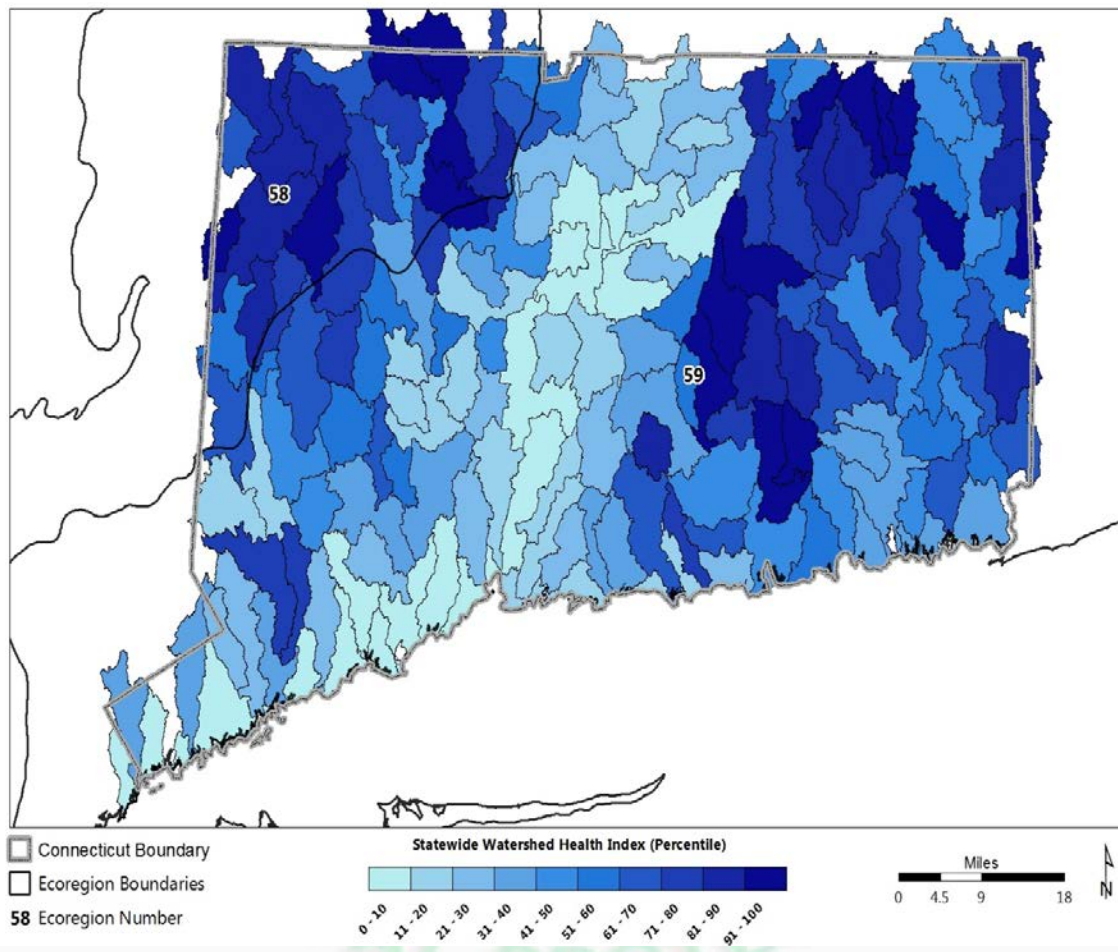 58
59
Connecticut Boundary
Ecoregion Boundaries
58 Ecoregion Number
Statewide Watershed Health Index (Percentile)
0 - 10
11 - 20
21 - 30
31 - 40
41 - 50
51 - 60
61 - 70
71 - 80
81 - 90
91 - 100
Miles
0 4.5 9 18
N